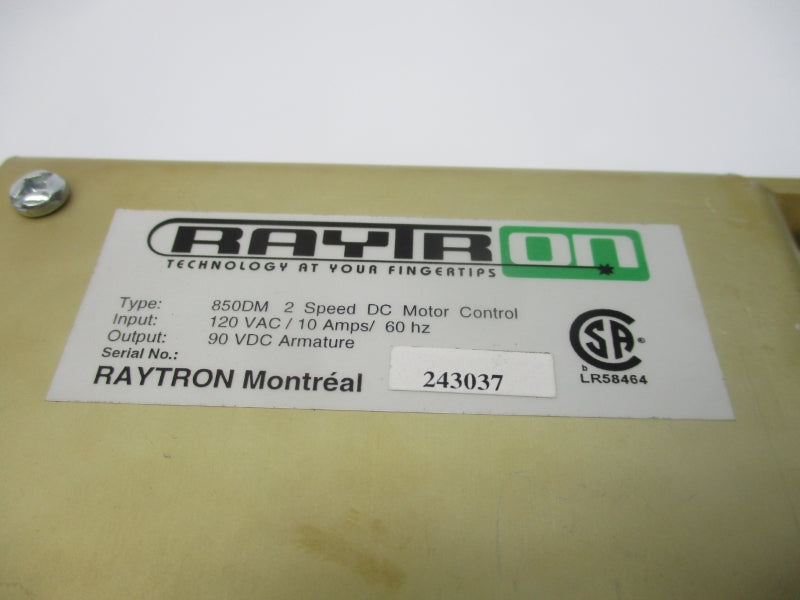 RAYTRON
TECHNOLOGY AT YOUR FINGERTIPS
Type: 850DM 2 Speed DC Motor Control
Input: 120 VAC / 10 Amps/ 60 hz
Output: 90 VDC Armature
Serial No.:
RAYTRON Montréal 243037
SA ®
b
LR58464